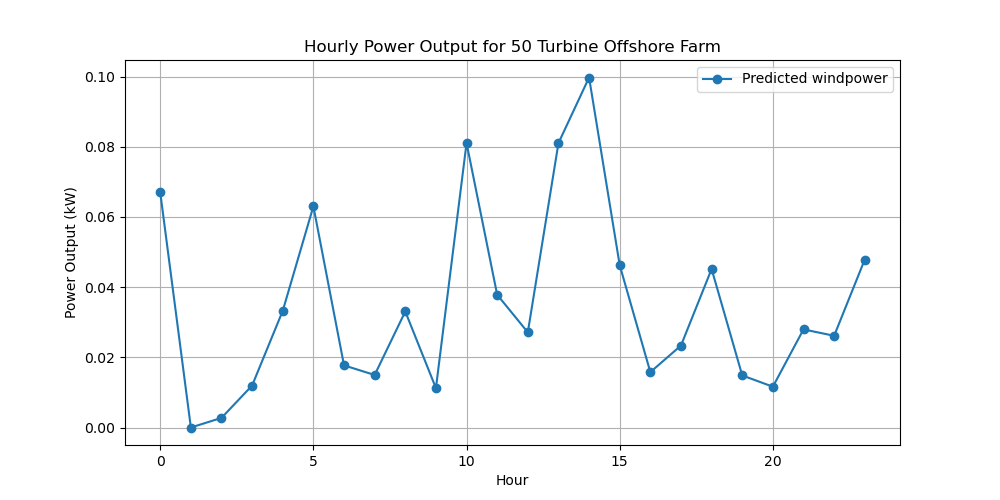 Hourly Power Output for 50 Turbine Offshore Farm
Predicted windpower
Power Output (kW)
0.10
0.08
0.06
0.04
0.02
0.00
0 5 10 15 20
Hour